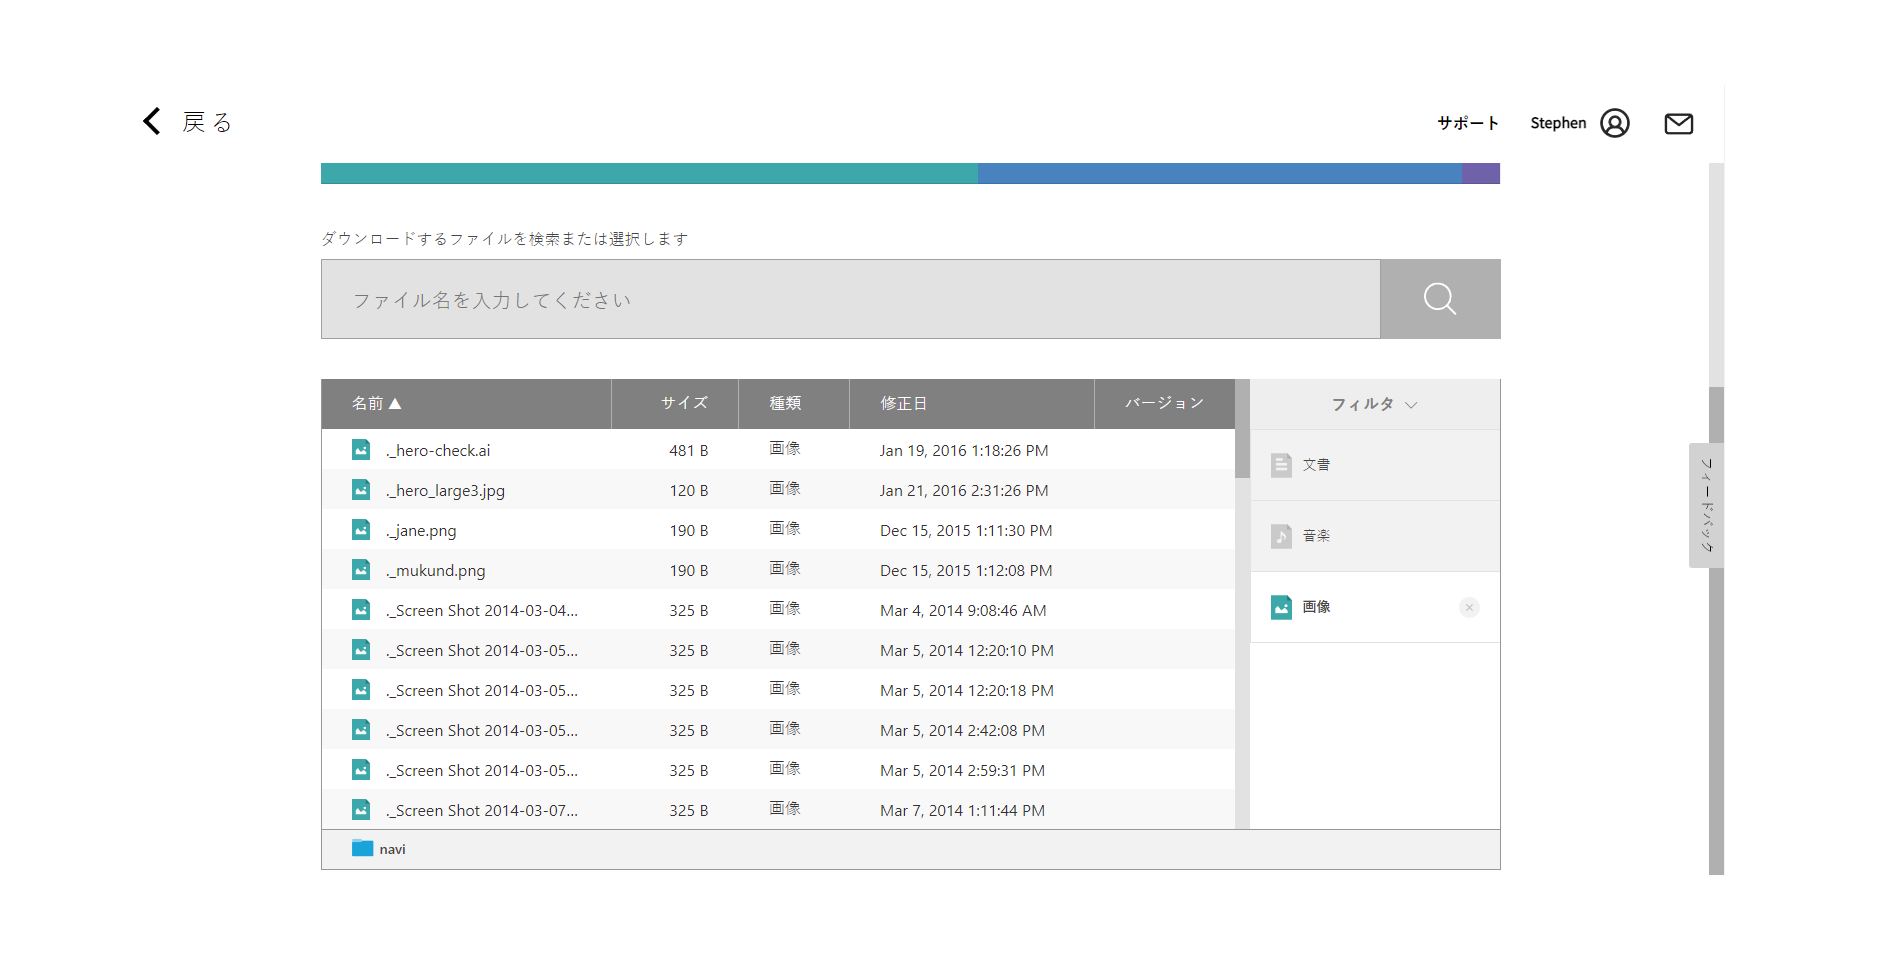 戻る
サポート Stephen
ダウンロードするファイルを検索または選択します
ファイル名を入力してください
名前 ▲ サイズ 種類 修正日 バージョン フィルタ
._hero-check.ai 481 B 画像 Jan 19, 2016 1:18:26 PM
._hero_large3.jpg 120 B 画像 Jan 21, 2016 2:31:26 PM
._jane.png 190 B 画像 Dec 15, 2015 1:11:30 PM
._mukund.png 190 B 画像 Dec 15, 2015 1:12:08 PM
._Screen Shot 2014-03-04... 325 B 画像 Mar 4, 2014 9:08:46 AM
._Screen Shot 2014-03-05... 325 B 画像 Mar 5, 2014 12:20:10 PM
._Screen Shot 2014-03-05... 325 B 画像 Mar 5, 2014 12:20:18 PM
._Screen Shot 2014-03-05... 325 B 画像 Mar 5, 2014 2:42:08 PM
._Screen Shot 2014-03-05... 325 B 画像 Mar 5, 2014 2:59:31 PM
._Screen Shot 2014-03-07... 325 B 画像 Mar 7, 2014 1:11:44 PM
文書
音楽
画像
navi
フィードバック